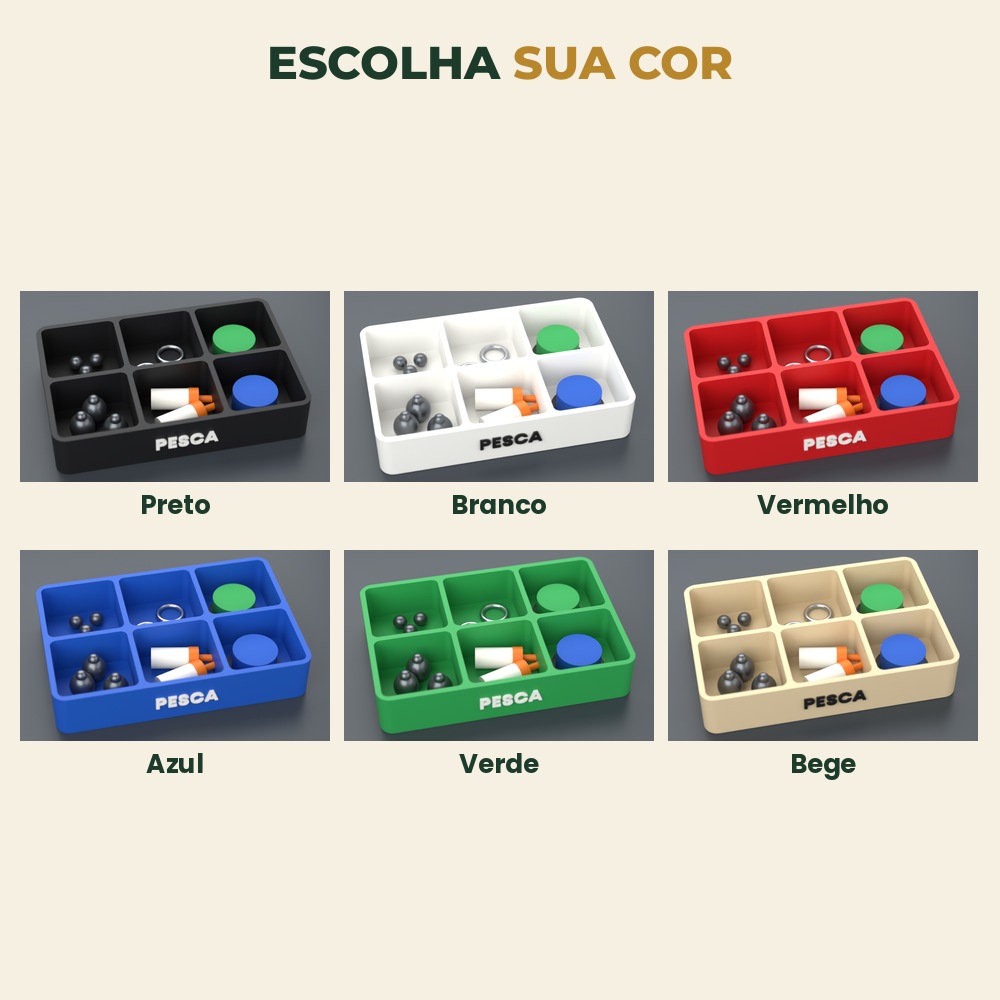 ESCOLHA SUA COR
PESCA
PESCA
PESCA
Preto
Branco
Vermelho
PESCA
PESCA
PESCA
Azul
Verde
Bege